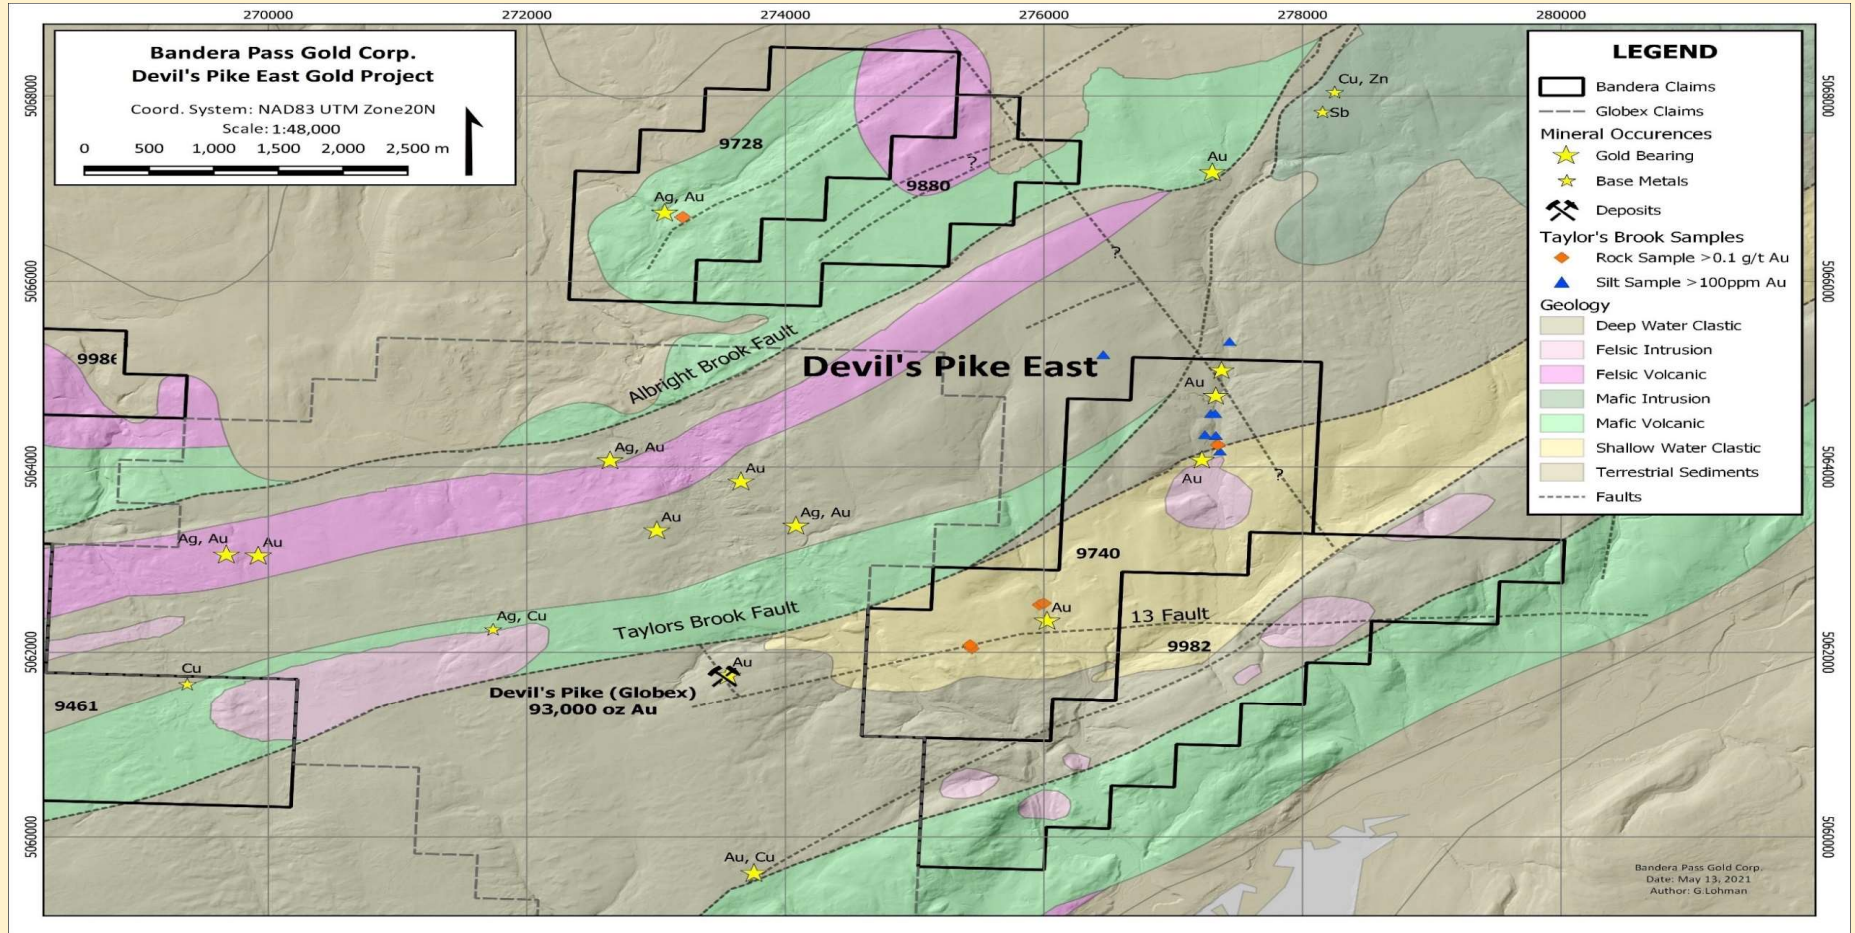 270000
272000
274000
276000
278000
280000
Bandera Pass Gold Corp.
Devil's Pike East Gold Project
Coord. System: NAD83 UTM Zone20N
Scale: 1:48,000
0 500 1,000 1,500 2,000 2,500 m
LEGEND
Bandera Claims
Globex Claims
Mineral Occurences
Gold Bearing
Base Metals
Deposits
Taylor's Brook Samples
Rock Sample >0.1 g/t Au
Silt Sample >100ppm Au
Geology
Deep Water Clastic
Felsic Intrusion
Felsic Volcanic
Mafic Intrusion
Mafic Volcanic
Shallow Water Clastic
Terrestrial Sediments
Faults
5068000
5068000
Cu, Zn
Sb
9728
?
Au
9880
Ag, Au
?
5066000
5066000
Albright Brook Fault
9986
Devil's Pike East
Au
Ag, Au
Au
5064000
5064000
Au
?
Ag, Au
Au
Ag, Au
Au
9740
Ag, Cu
Taylors Brook Fault
Au
13 Fault
9982
5062000
5062000
Cu
Au
Devil's Pike (Globex)
93,000 oz Au
9461
5060000
5060000
Au, Cu
Bandera Pass Gold Corp.
Date: May 13, 2021
Author: G.Lohman